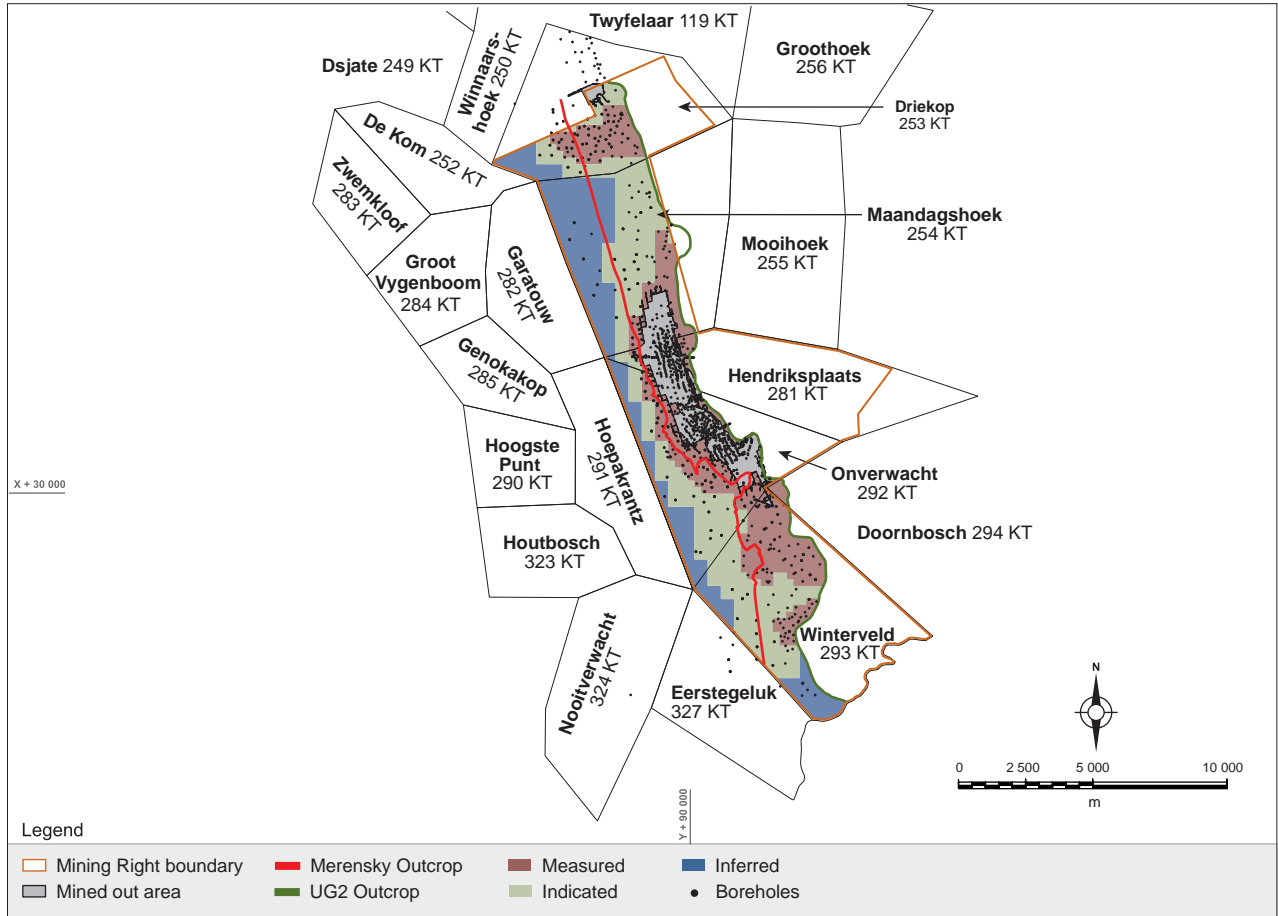 Twyfelaar 119 KT
Groothoek
256 KT
Dsjate 249 KT
Winnaars-
hoek 250 KT
Driekop
253 KT
De Kom 252 KT
Zwemkloof
283 KT
Maandagshoek
254 KT
Mooihoek
255 KT
Groot
Vygenboom
284 KT
Garatouw
282 KT
Genokakop
285 KT
Hendriksplaats
281 KT
Hoogste
Punt
290 KT
Hoepakrantz
291 KT
Onverwacht
292 KT
X + 30 000
Doornbosch 294 KT
Houtbosch
323 KT
Nooitverwacht
324 KT
Winterveld
293 KT
Eerstegeluk
327 KT
N
0 2 500 5 000 10 000
m
Y + 90 000
Legend
Mining Right boundary
Merensky Outcrop
Measured
Inferred
Mined out area
UG2 Outcrop
Indicated
Boreholes